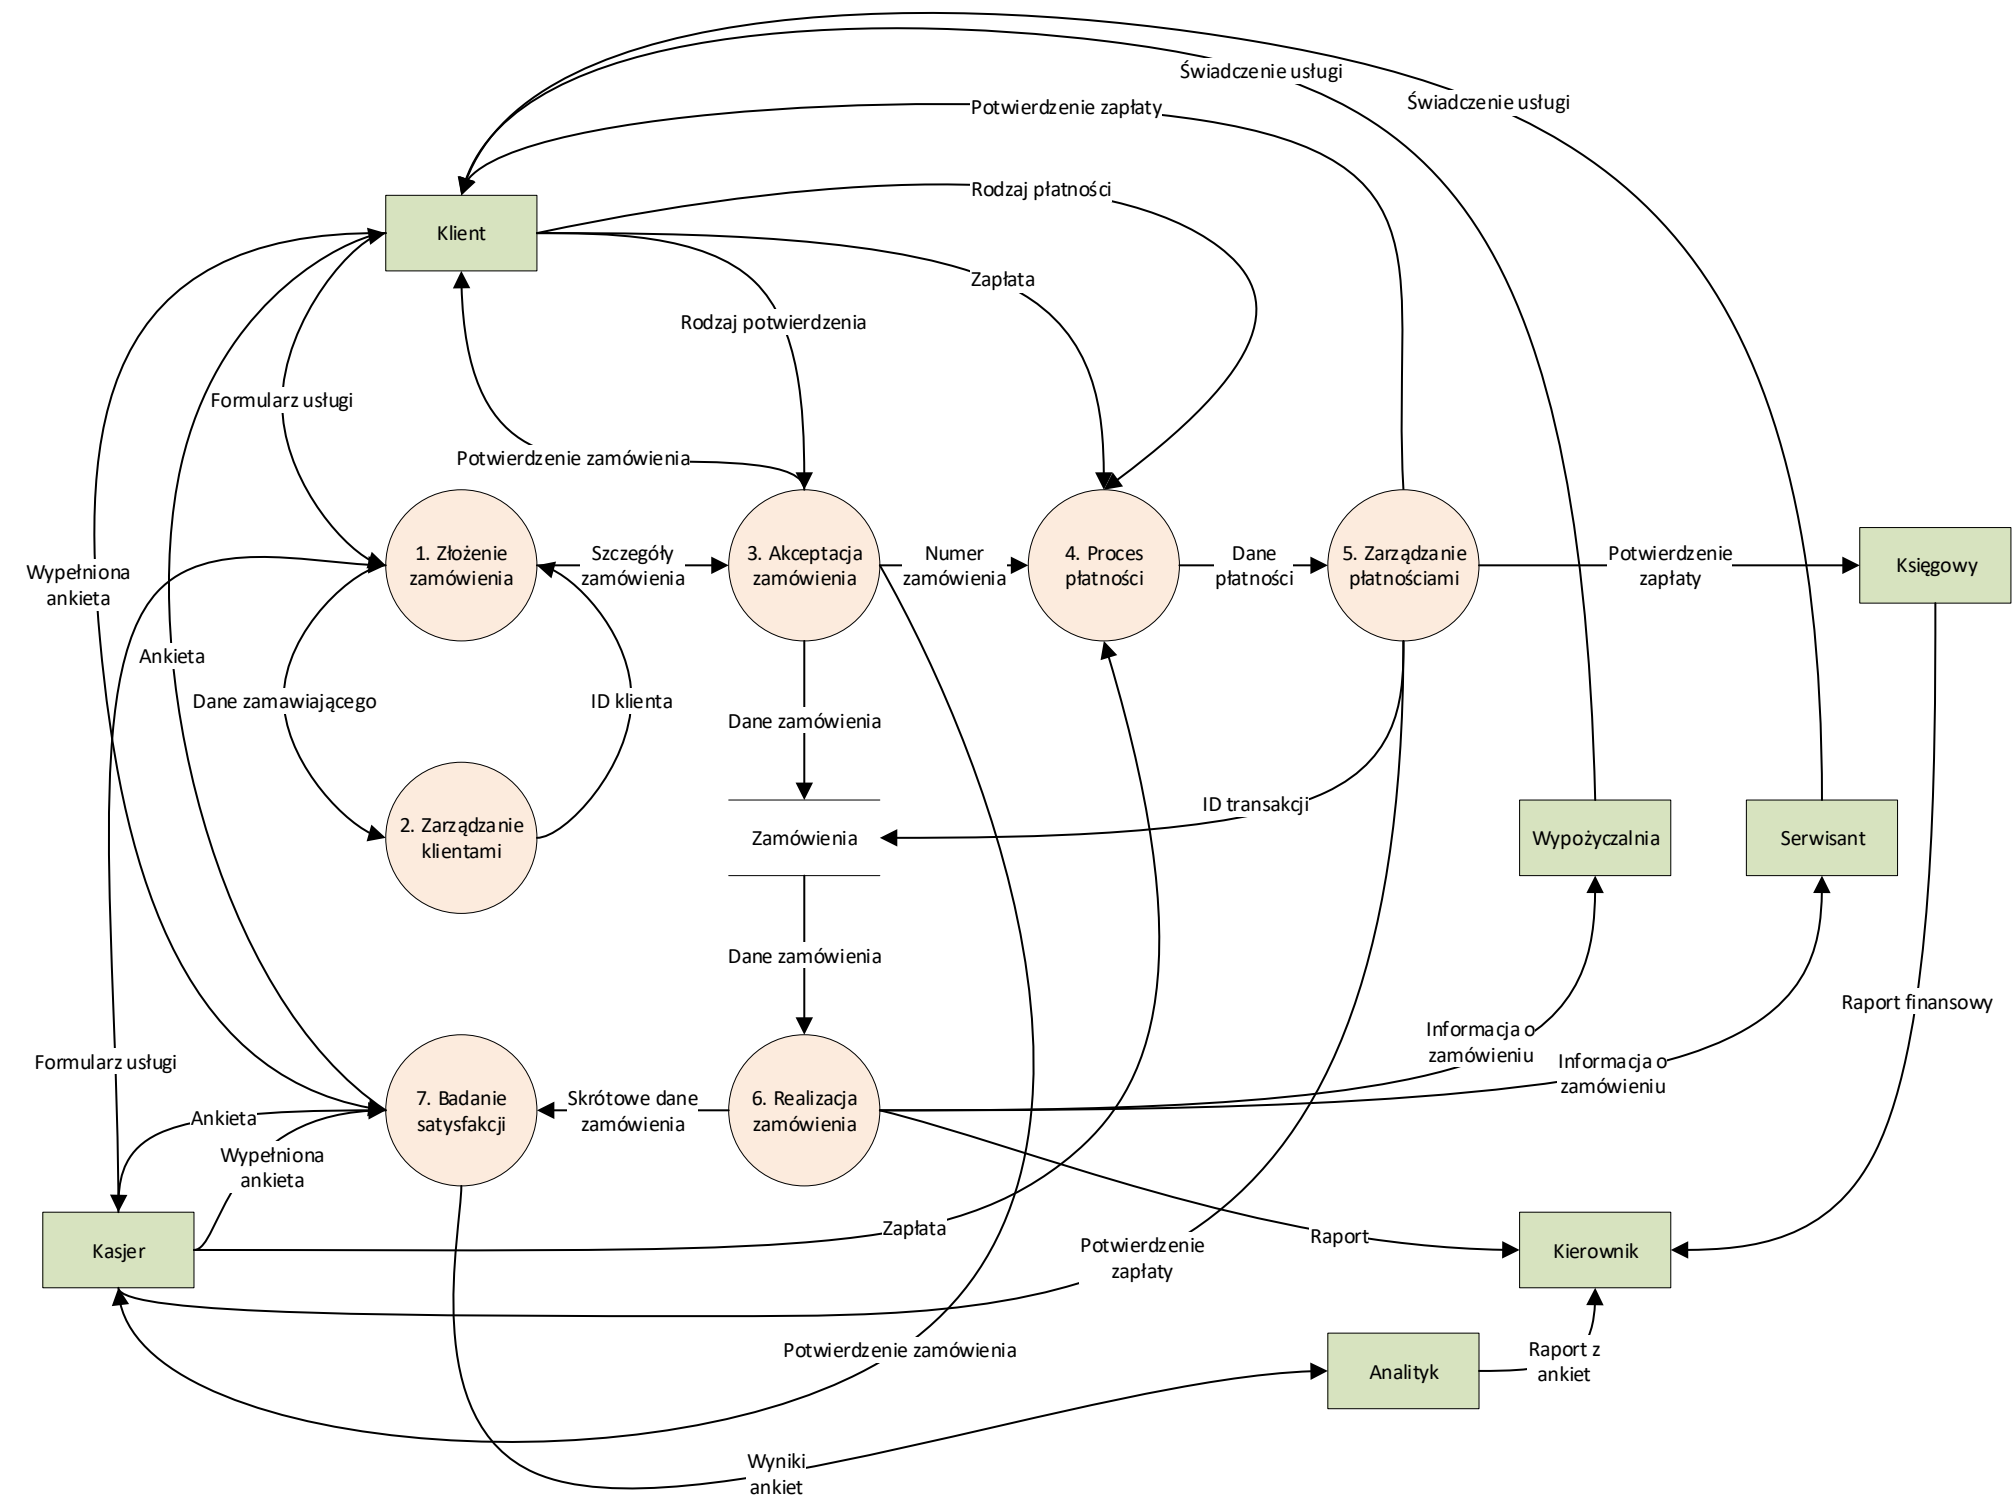 Świadczenie usługi
Świadczenie usługi
Potwierdzenie zapłaty
Rodzaj płatności
Klient
Zapłata
Rodzaj potwierdzenia
Formularz usługi
Potwierdzenie zamówienia
1. Złożenie
zamówienia
Szczegóły
zamówienia
3. Akceptacja
zamówienia
Numer
zamówienia
4. Proces
płatności
Dane
płatności
5. Zarządzanie
płatnościami
Potwierdzenie
zapłaty
Księgowy
Wypełniona
ankieta
Ankieta
Dane zamawiającego
ID klienta
Dane zamówienia
ID transakcji
2. Zarządzanie
klientami
Zamówienia
Wypożyczalnia
Serwisant
Dane zamówienia
Raport finansowy
Informacja o
zamówieniu
Informacja o
zamówieniu
Formularz usługi
7. Badanie
satysfakcji
Skrótowe dane
zamówienia
6. Realizacja
zamówienia
Ankieta
Wypełniona
ankieta
Zapłata
Raport
Kasjer
Potwierdzenie
zapłaty
Kierownik
Potwierdzenie zamówienia
Analityk
Raport z
ankiet
Wyniki
ankiet